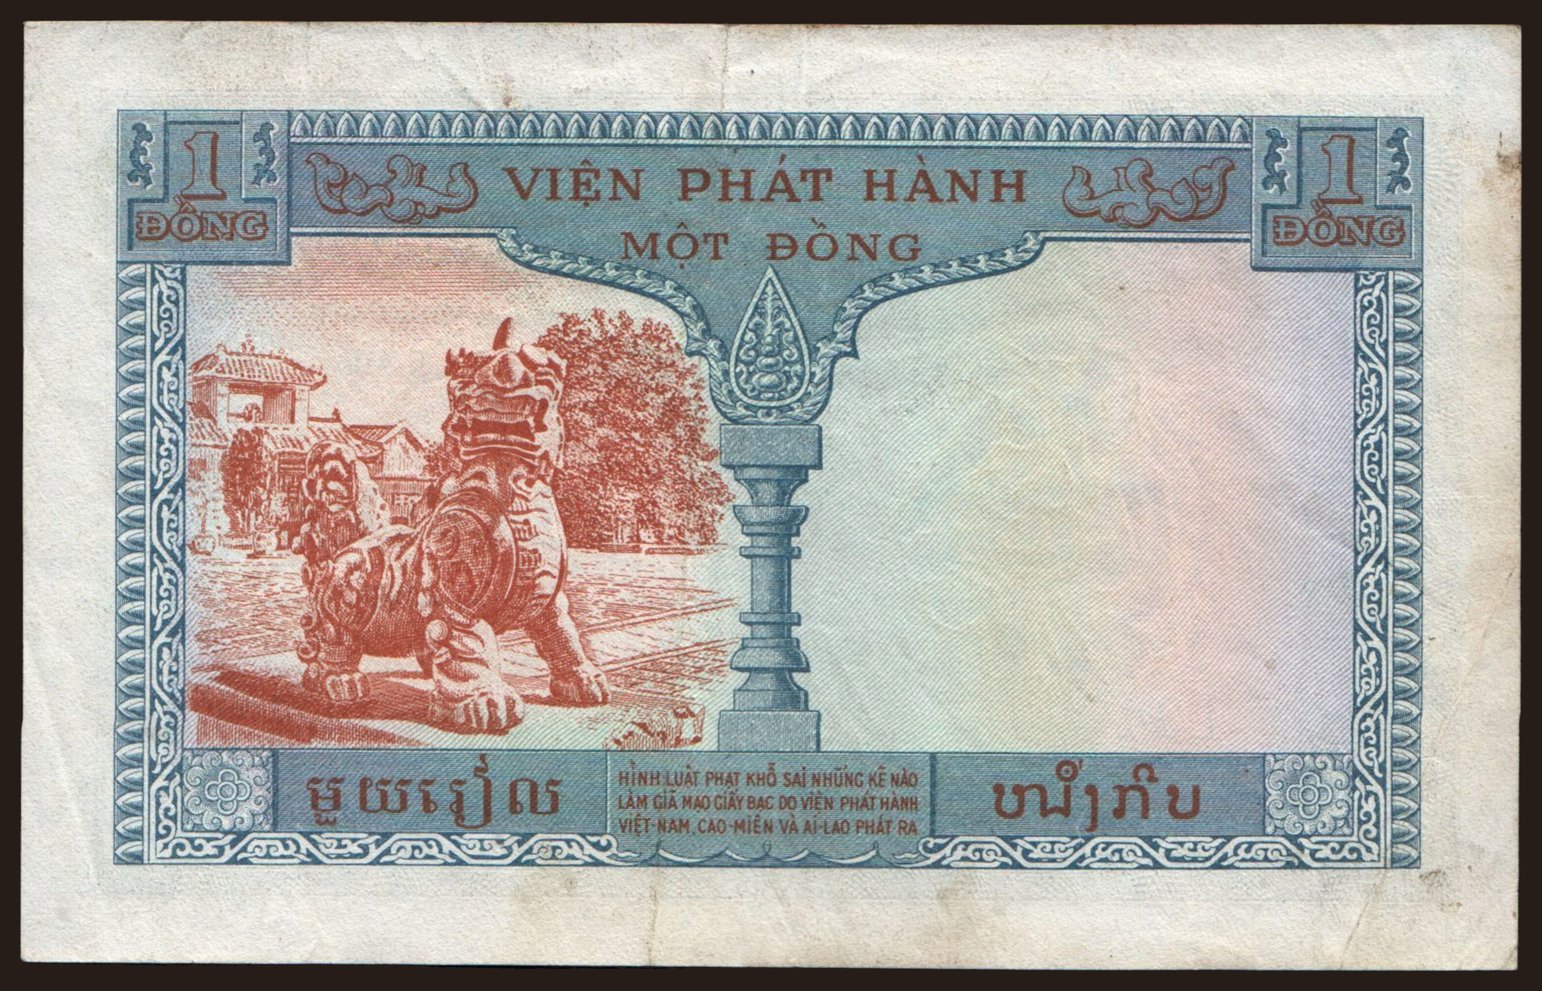 1
ĐỒNG
VIỆN PHÁT HÀNH
MỘT ĐỒNG
1
ĐỒNG
មួយរៀល
HÌNH LUẬT PHẠT KHỔ SAI NHỮNG KẺ NÀO
LÀM GIẢ MẠO GIẤY BẠC DO VIỆN PHÁT HÀNH
VIỆT-NAM, CAO-MIÊN VÀ AI-LAO PHÁT RA
ໜຶ່ງກີບ